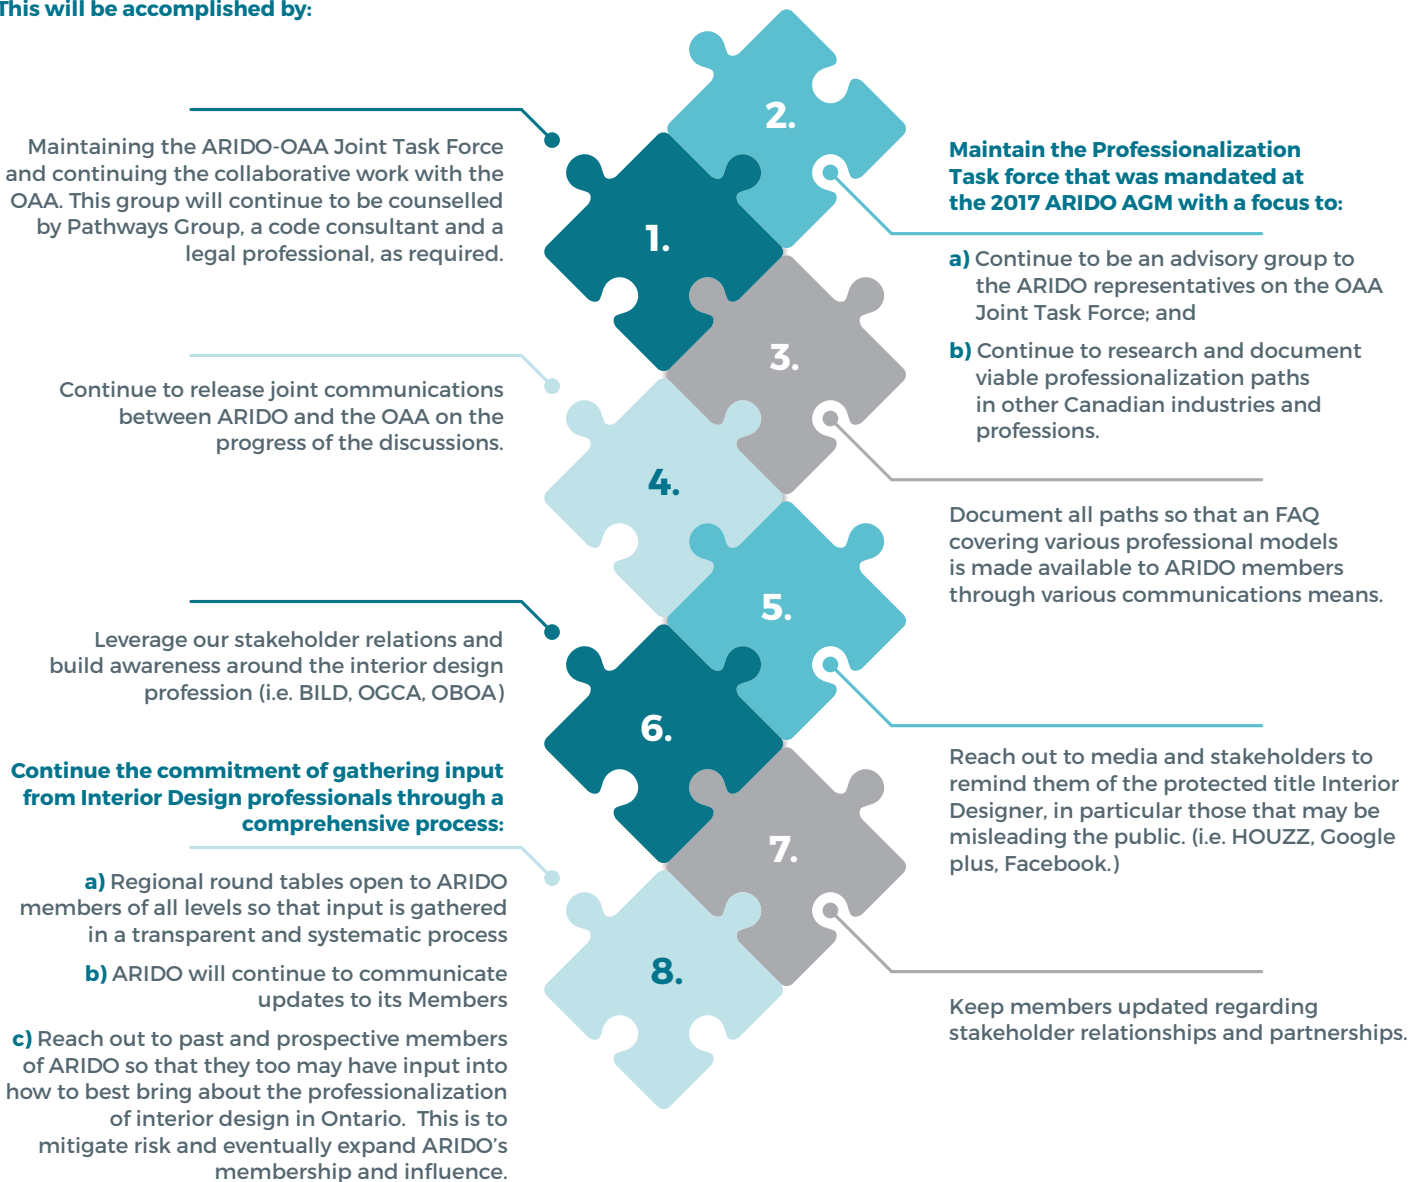 This will be accomplished by:
1.
Maintaining the ARIDO-OAA Joint Task Force
and continuing the collaborative work with the
OAA. This group will continue to be counselled
by Pathways Group, a code consultant and a
legal professional, as required.
2.
Maintain the Professionalization
Task force that was mandated at
the 2017 ARIDO AGM with a focus to:
a) Continue to be an advisory group to
the ARIDO representatives on the OAA
Joint Task Force; and
b) Continue to research and document
viable professionalization paths
in other Canadian industries and
professions.
3.
Document all paths so that an FAQ
covering various professional models
is made available to ARIDO members
through various communications means.
4.
Continue to release joint communications
between ARIDO and the OAA on the
progress of the discussions.
5.
Reach out to media and stakeholders to
remind them of the protected title Interior
Designer, in particular those that may be
misleading the public. (i.e. HOUZZ, Google
plus, Facebook.)
6.
Leverage our stakeholder relations and
build awareness around the interior design
profession (i.e. BILD, OGCA, OBOA)
7.
Keep members updated regarding
stakeholder relationships and partnerships.
8.
Continue the commitment of gathering input
from Interior Design professionals through a
comprehensive process:
a) Regional round tables open to ARIDO
members of all levels so that input is gathered
in a transparent and systematic process
b) ARIDO will continue to communicate
updates to its Members
c) Reach out to past and prospective members
of ARIDO so that they too may have input into
how to best bring about the professionalization
of interior design in Ontario.  This is to
mitigate risk and eventually expand ARIDO's
membership and influence.